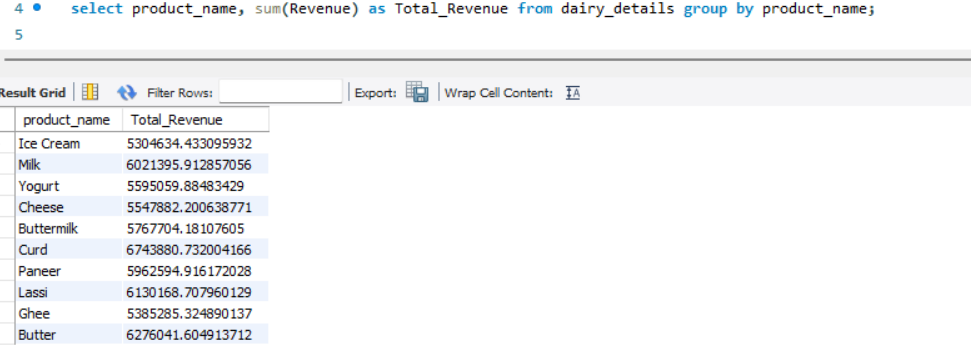 4 select product_name, sum(Revenue) as Total_Revenue from dairy_details group by product_name;
5
Result Grid Filter Rows: Export: Wrap Cell Content: IA
product_name Total_Revenue
Ice Cream 5304634.433095932
Milk 6021395.912857056
Yogurt 5595059.88483429
Cheese 5547882.200638771
Buttermilk 5767704.18107605
Curd 6743880.732004166
Paneer 5962594.916172028
Lassi 6130168.707960129
Ghee 5385285.324890137
Butter 6276041.604913712